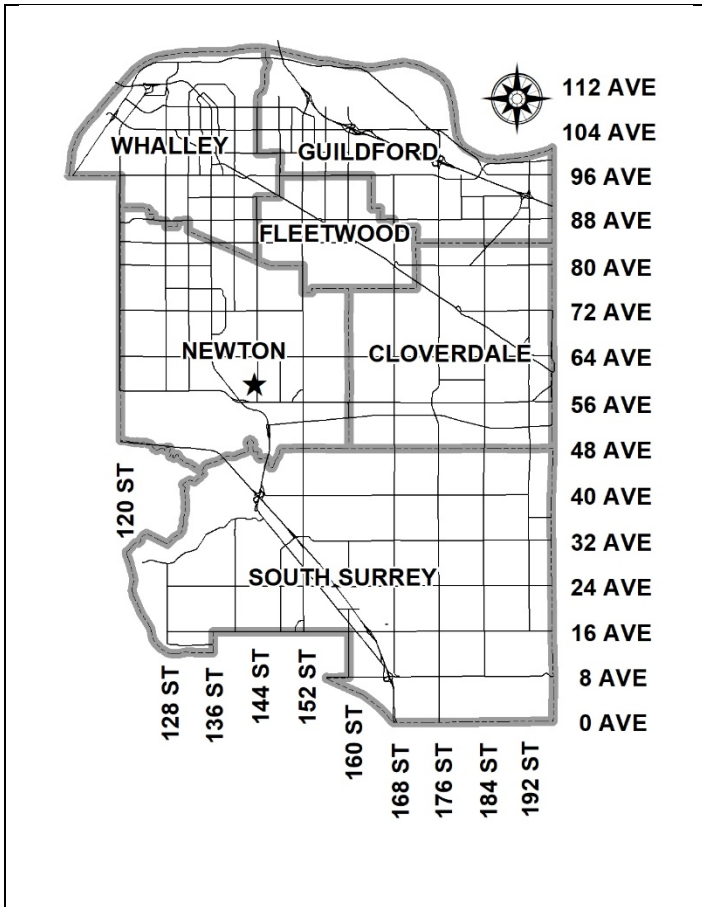 112 AVE
104 AVE
WHALLEY
GUILDFORD
96 AVE
88 AVE
FLEETWOOD
80 AVE
72 AVE
NEWTON
CLOVERDALE
64 AVE
56 AVE
48 AVE
120 ST
40 AVE
32 AVE
SOUTH SURREY
24 AVE
16 AVE
128 ST
136 ST
144 ST
152 ST
8 AVE
160 ST
0 AVE
168 ST
176 ST
184 ST
192 ST